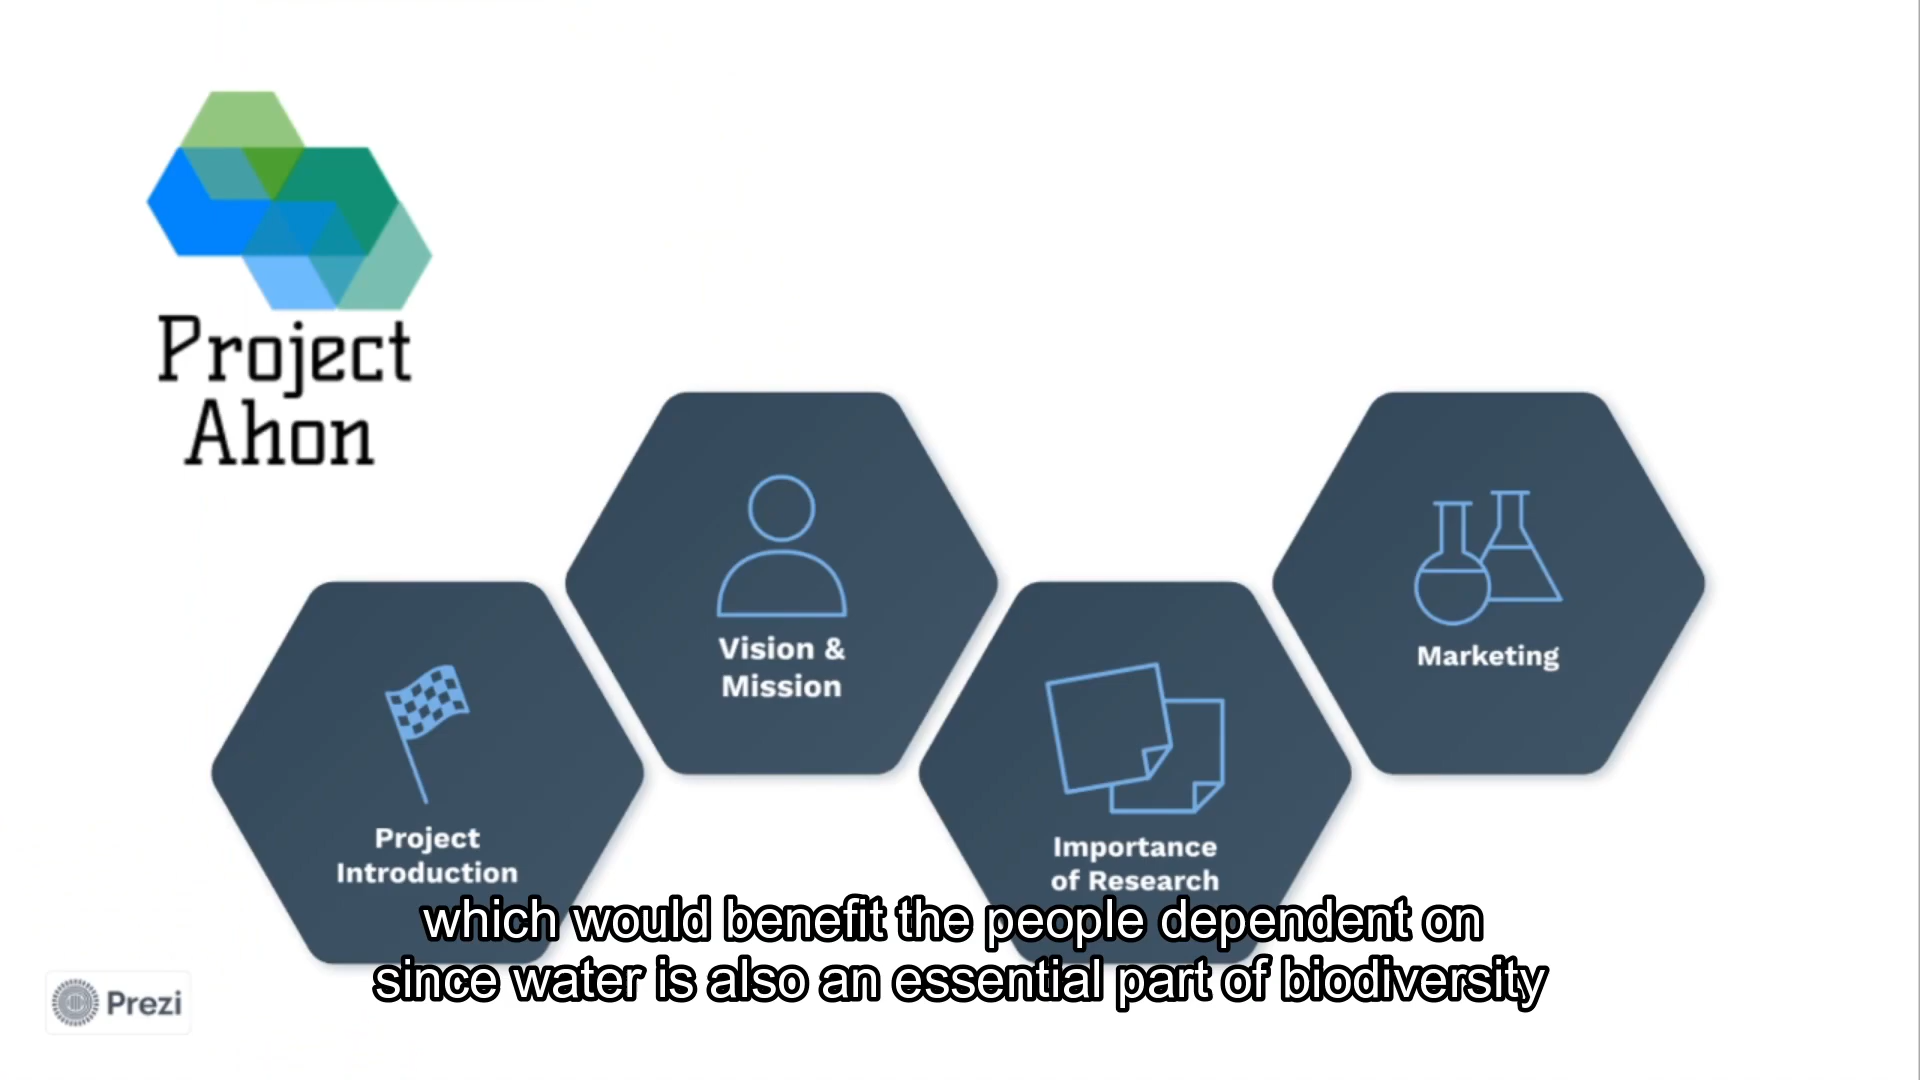 Project
Ahon
Vision &
Mission
Marketing
Project
Introduction
Importance
of Research
which would benefit the people dependent on
since water is also an essential part of biodiversity
Prezi